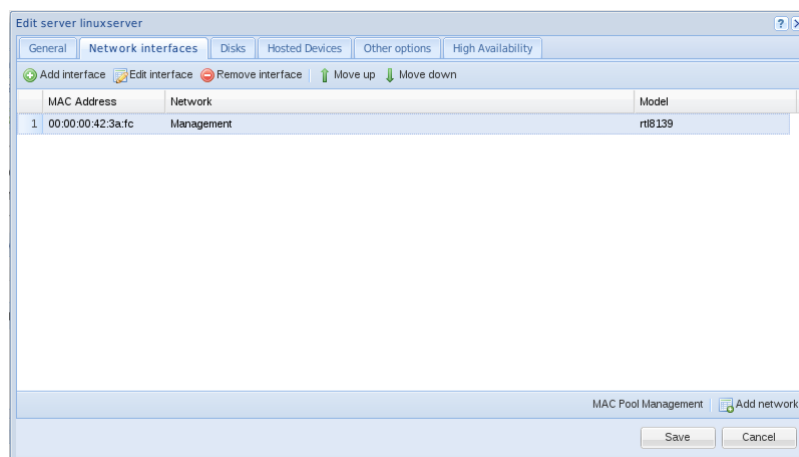 Edit server linuxserver
General Network interfaces Disks Hosted Devices Other options High Availability
Add interface Edit interface Remove interface Move up Move down
MAC Address Network Model
1 00:00:00:42:3a:fc Management rtl8139
MAC Pool Management Add network
Save Cancel